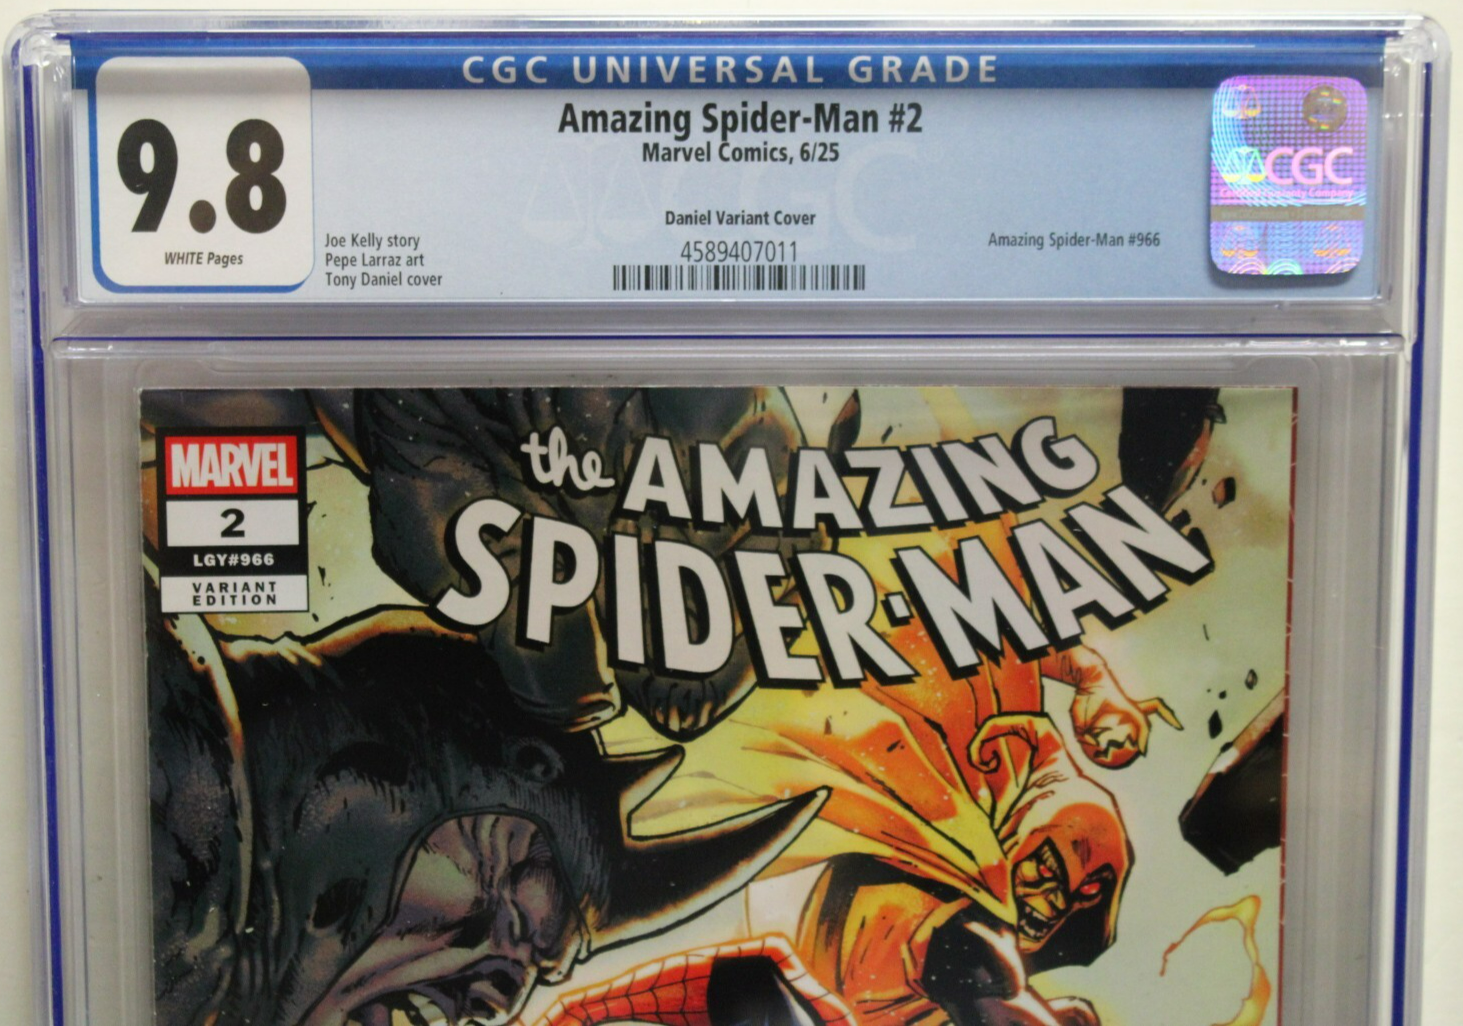 CGC UNIVERSAL GRADE
9.8
WHITE Pages
Amazing Spider-Man #2
Marvel Comics, 6/25
Daniel Variant Cover
4589407011
Joe Kelly story
Pepe Larraz art
Tony Daniel cover
Amazing Spider-Man #966
CGC
MARVEL
2
LGY#966
VARIANT
EDITION
the AMAZING
SPIDER-MAN